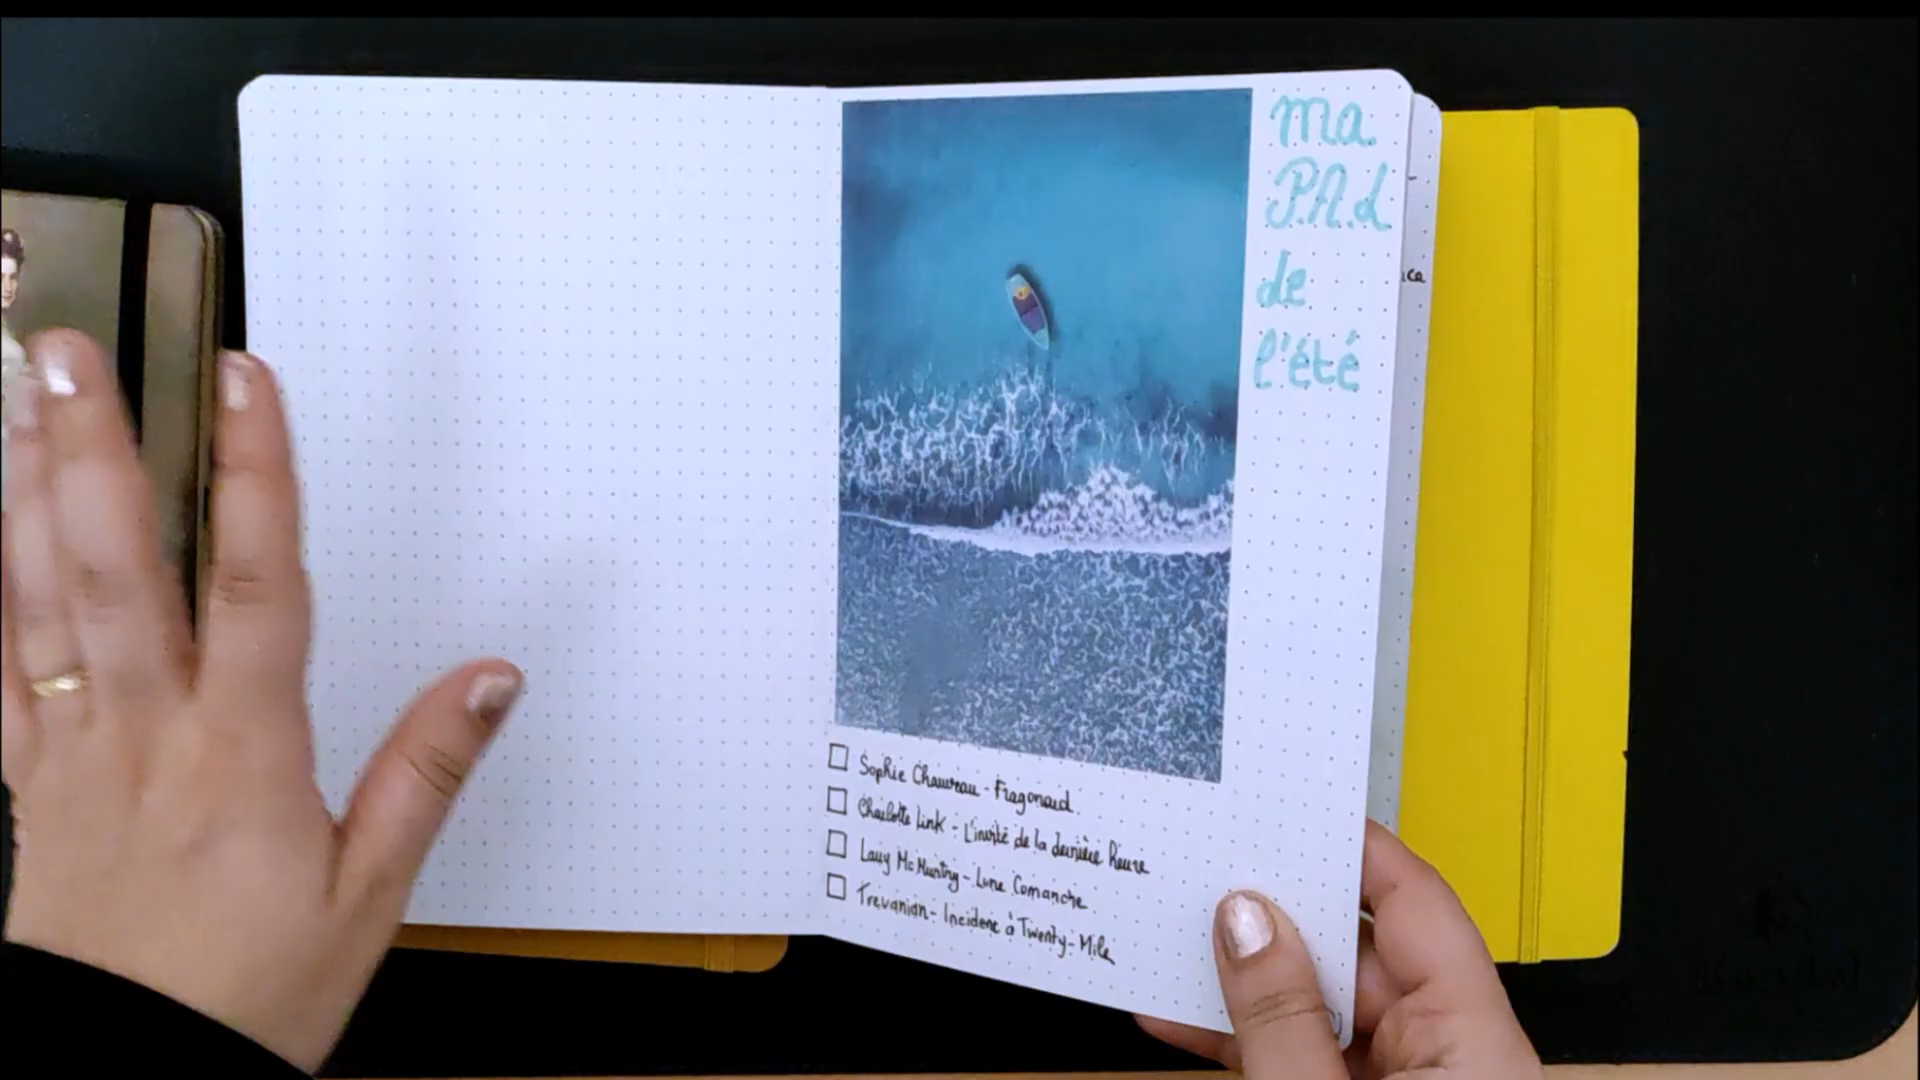 ma
P.A.L
de
l'été
Sophie Chauveau - Fragonard
Charlotte Link - L'invité de la dernière heure
Larry McMurtry - Lune Comanche
Trevanian - Incident à Twenty-Mile